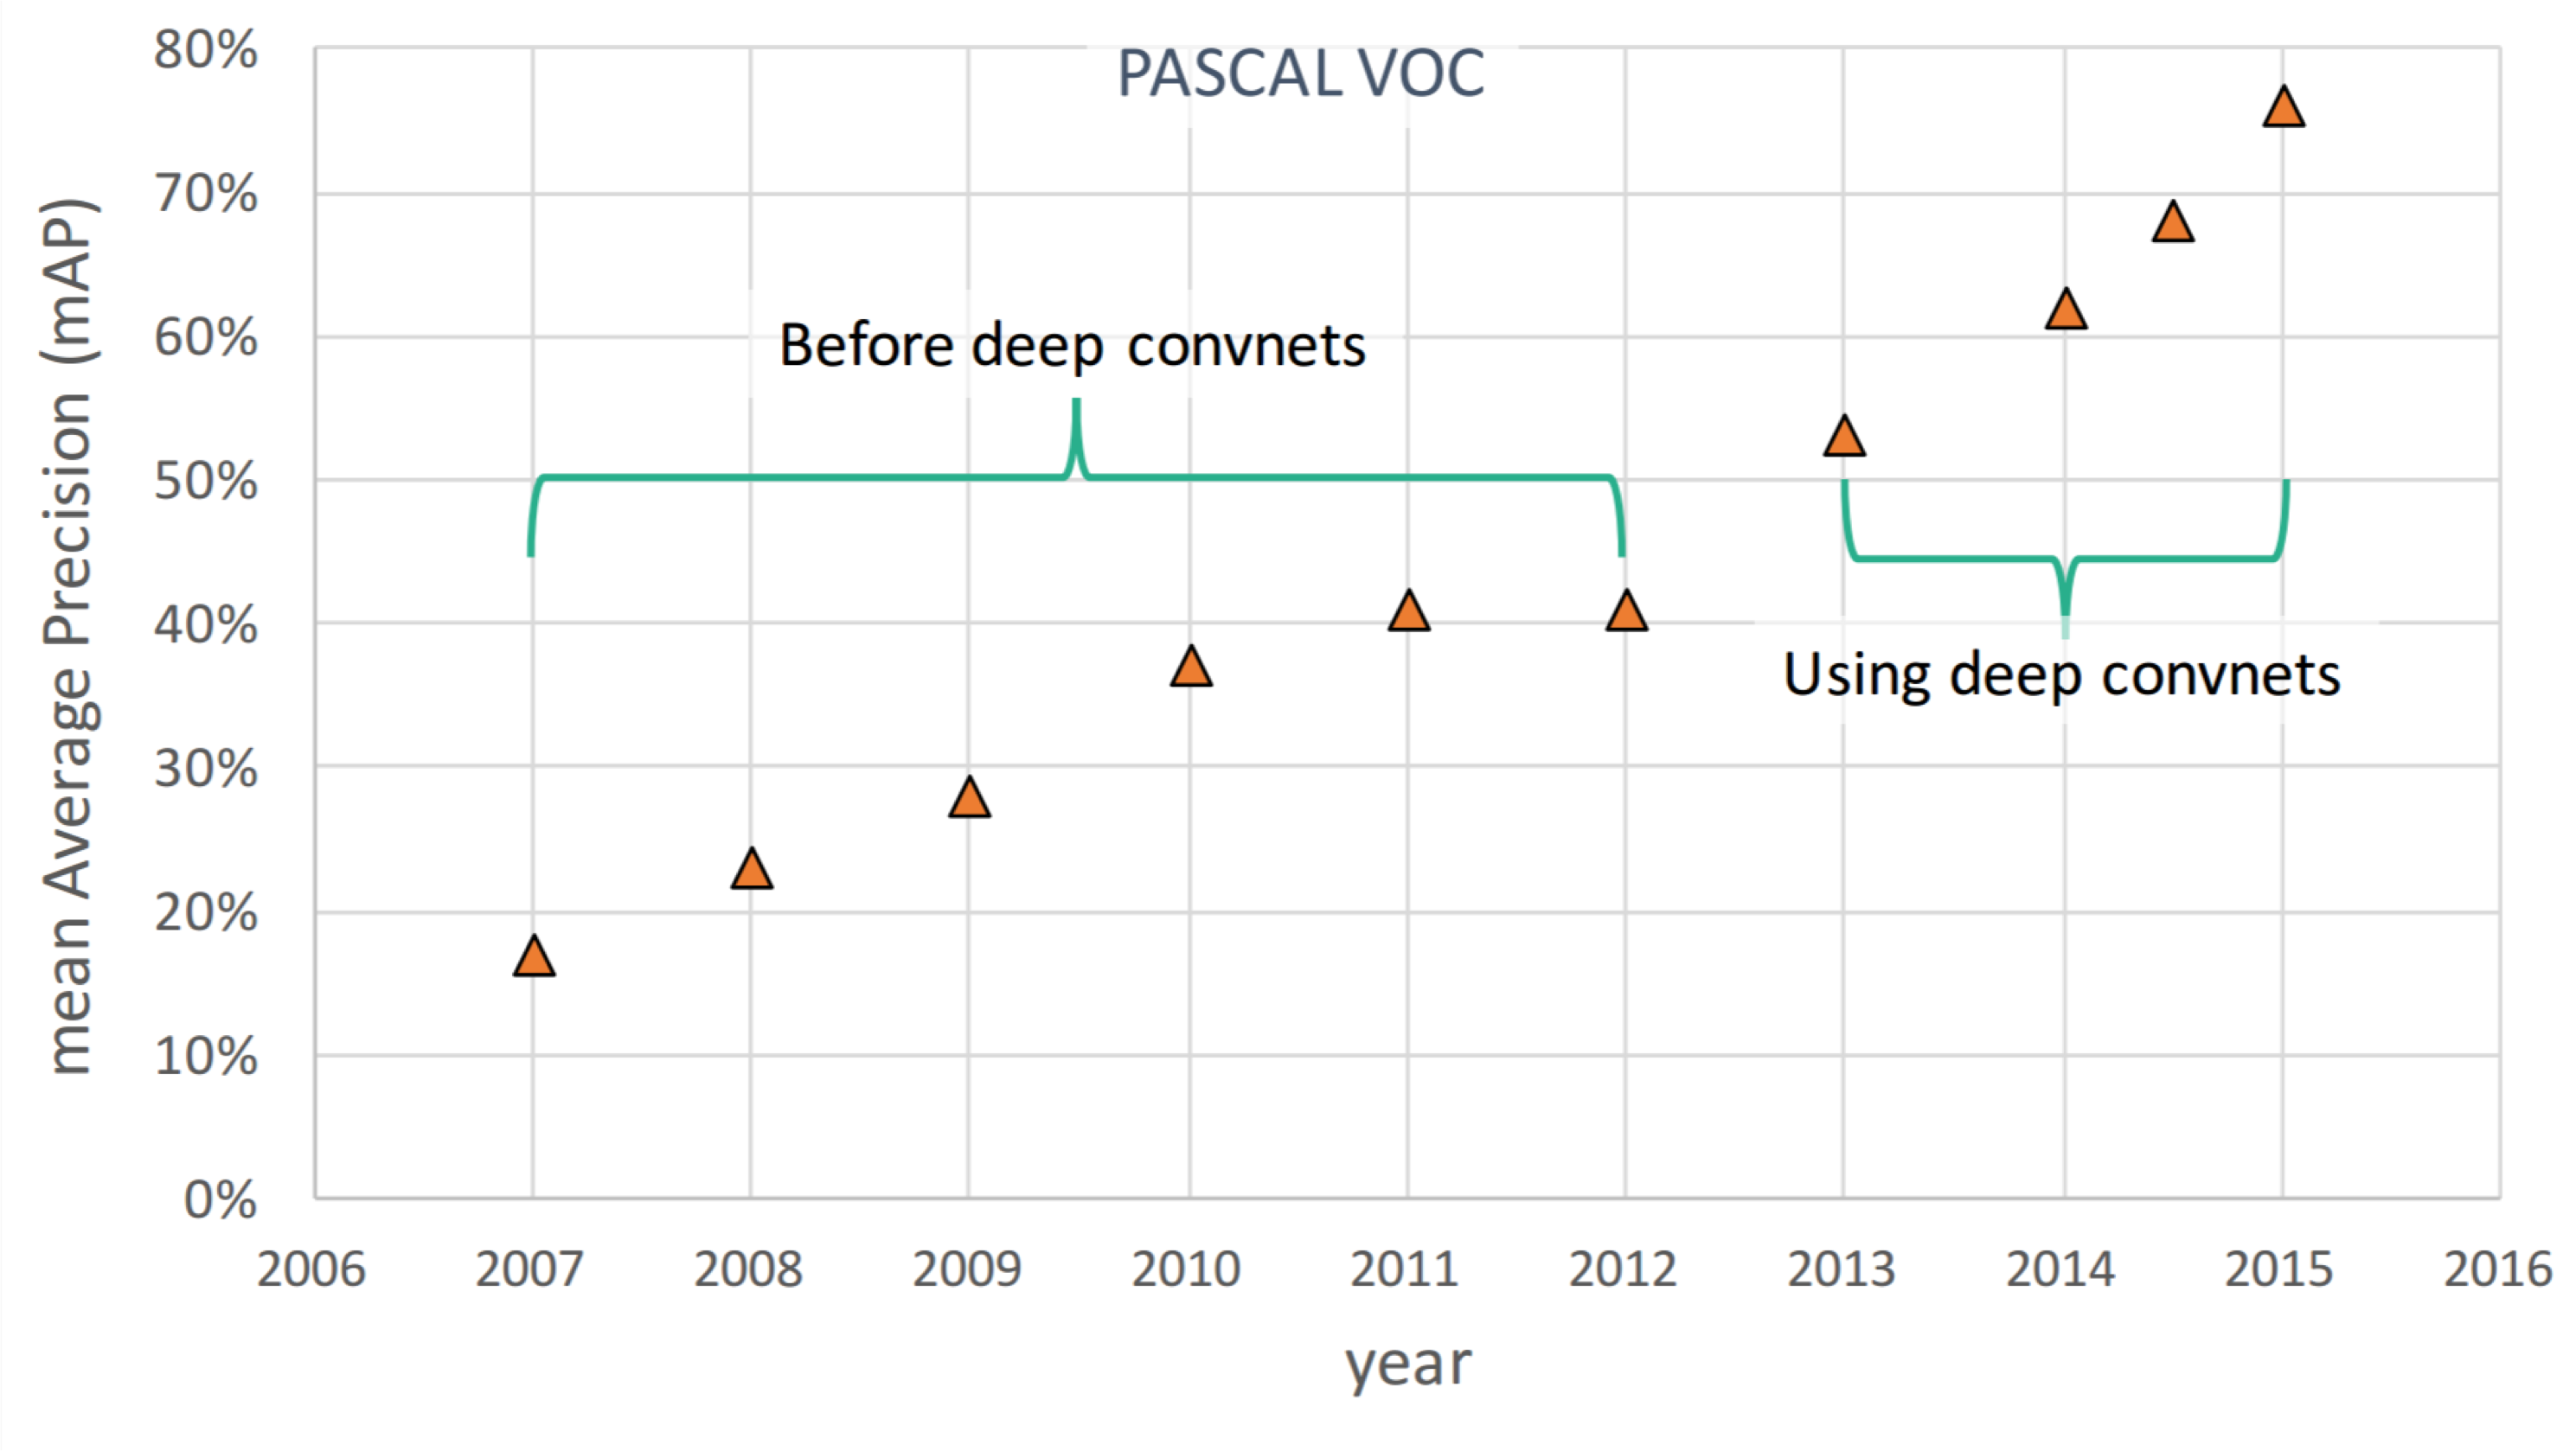 PASCAL VOC
mean Average Precision (mAP)
80%
70%
60%
50%
40%
30%
20%
10%
0%
Before deep convnets
Using deep convnets
2006 2007 2008 2009 2010 2011 2012 2013 2014 2015 2016
year